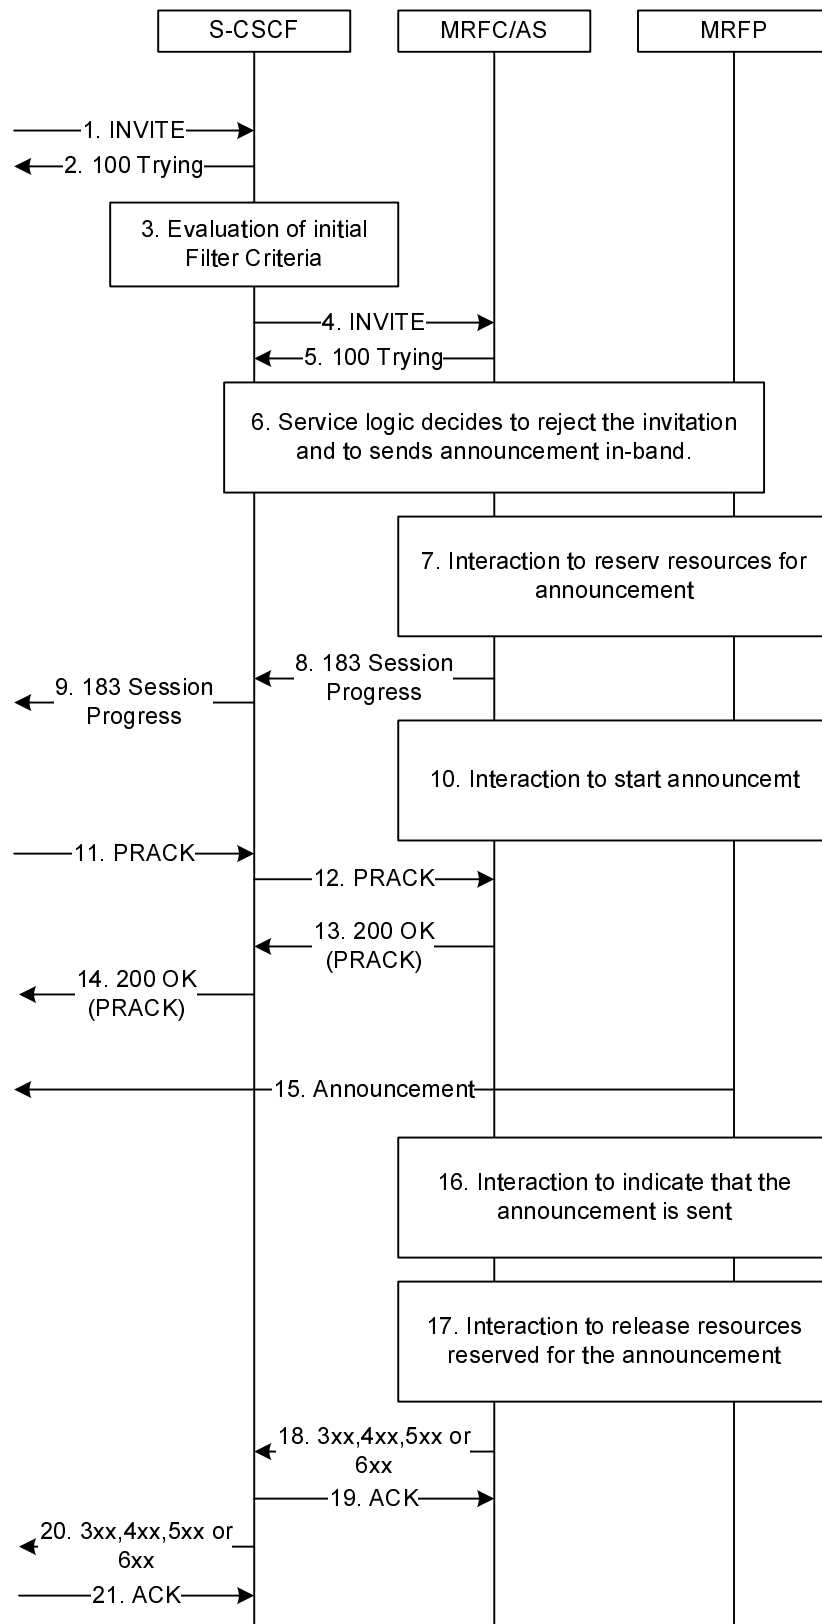 S-CSCF
MRFC/AS
MRFP
1. INVITE
2. 100 Trying
3. Evaluation of initial
Filter Criteria
4. INVITE
5. 100 Trying
6. Service logic decides to reject the invitation
and to sends announcement in-band.
7. Interaction to reserv resources for
announcement
8. 183 Session
Progress
9. 183 Session
Progress
10. Interaction to start announcemt
11. PRACK
12. PRACK
13. 200 OK
(PRACK)
14. 200 OK
(PRACK)
15. Announcement
16. Interaction to indicate that the
announcement is sent
17. Interaction to release resources
reserved for the announcement
18. 3xx,4xx,5xx or
6xx
19. ACK
20. 3xx,4xx,5xx or
6xx
21. ACK